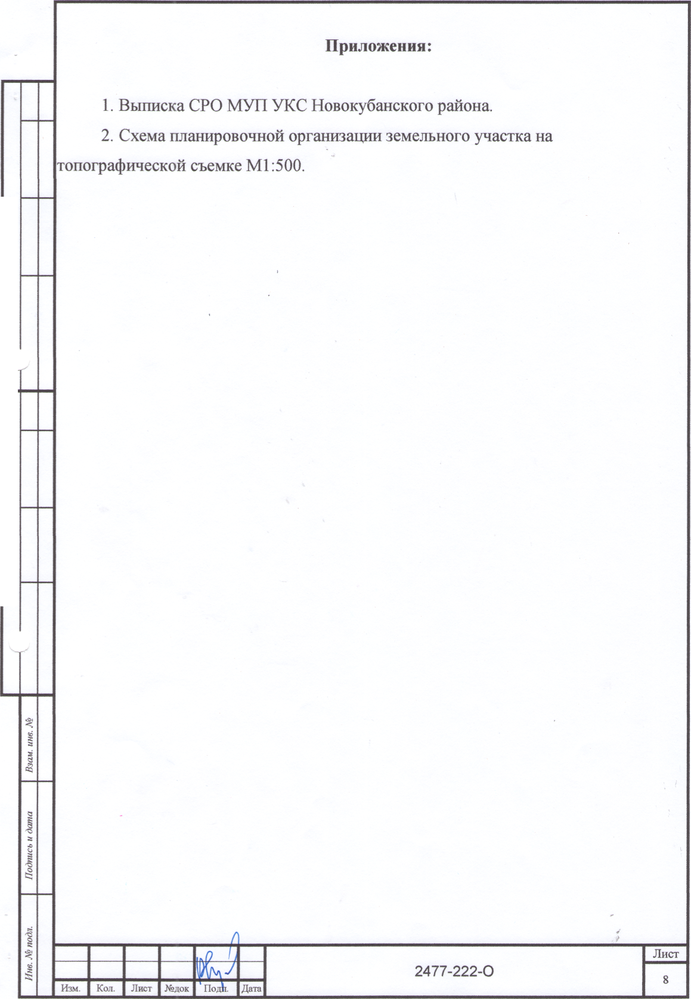 Приложения:
1. Выписка СРО МУП УКС Новокубанского района.
2. Схема планировочной организации земельного участка на
топографической съемке М1:500.
Взам. инв. №
Подпись и дата
Инв. № подл.
Изм. Кол. Лист №док Подп. Дата
2477-222-О
Лист
8